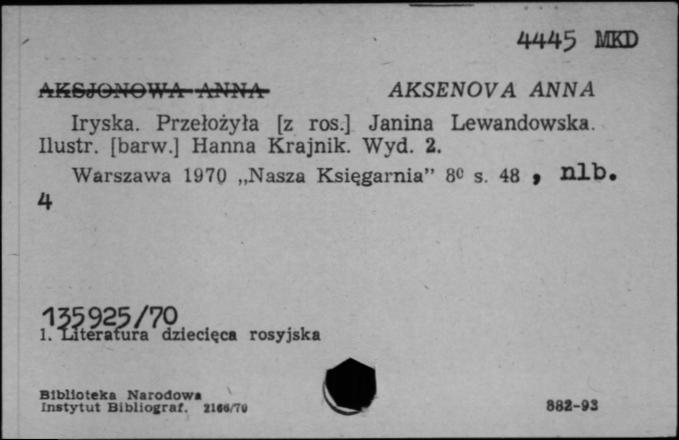 4445 MKD
AKSJONOWA ANNA AKSENOVA ANNA
Iryska. Przełożyła [z ros.] Janina Lewandowska.
Ilustr. [barw.] Hanna Krajnik. Wyd. 2.
Warszawa 1970 „Nasza Księgarnia” 8⁰ s. 48 , nlb.
4
135925/70
1. Literatura dziecięca rosyjska
Biblioteka Narodowa
Instytut Bibliograf. 2166/70 882-93